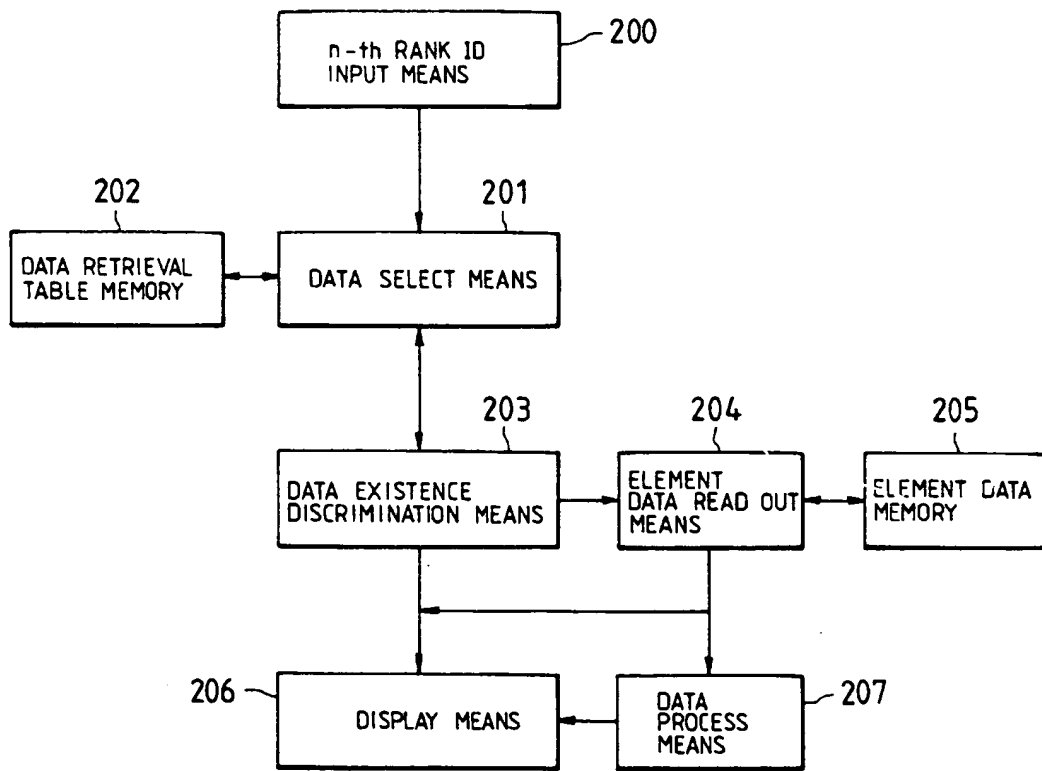 200
n-th RANK ID
INPUT MEANS
202
201
DATA RETRIEVAL
TABLE MEMORY
DATA SELECT MEANS
203
204
205
DATA EXISTENCE
DISCRIMINATION MEANS
ELEMENT
DATA READ OUT
MEANS
ELEMENT DATA
MEMORY
206
DISPLAY MEANS
DATA
PROCESS
MEANS
207